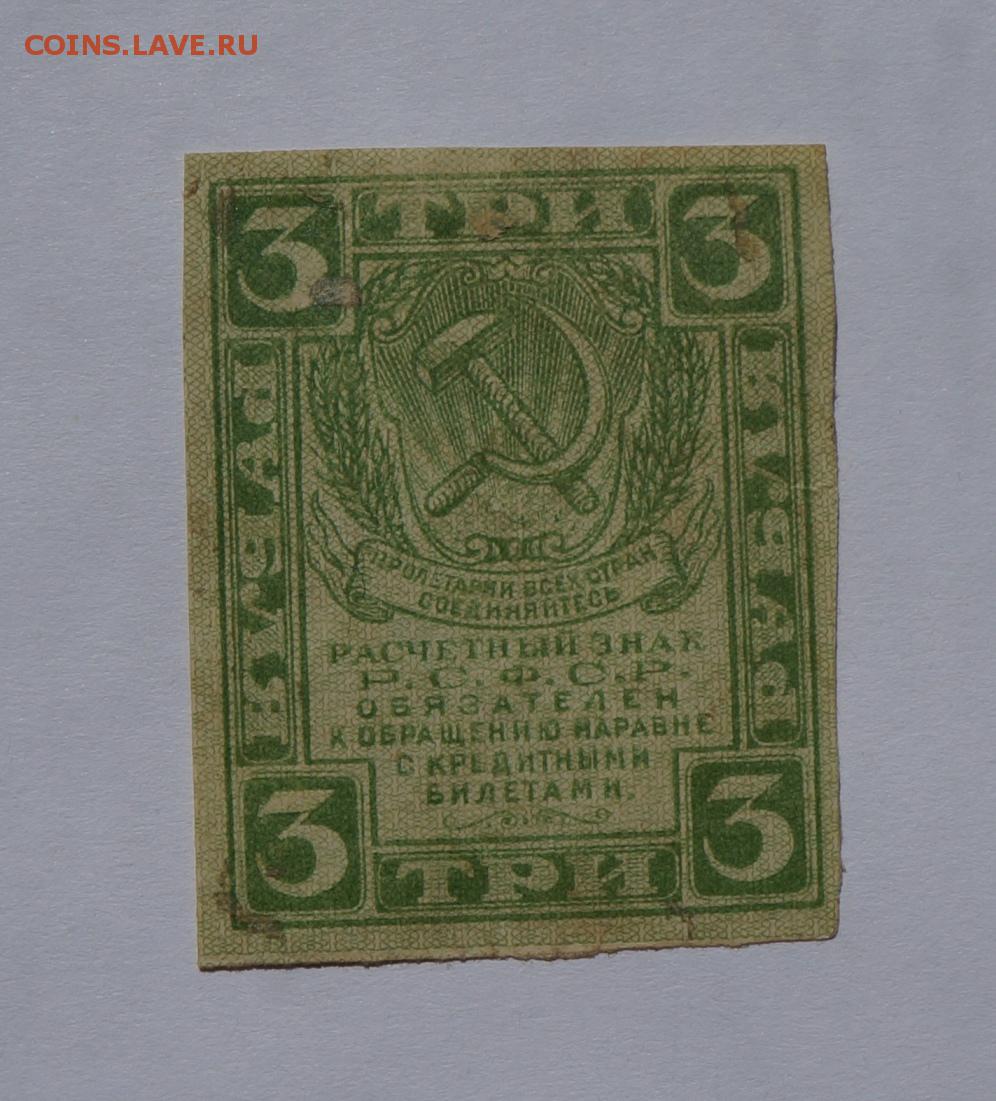 COINS.LAVE.RU
3 ТРИ 3
РУБЛЯ
РУБЛЯ
ПРОЛЕТАРИИ ВСЕХ СТРАН
СОЕДИНЯЙТЕСЬ
РАСЧЕТНЫЙ ЗНАК
Р.С.Ф.С.Р.
ОБЯЗАТЕЛЕН
К ОБРАЩЕНИЮ НАРАВНЕ
С КРЕДИТНЫМИ
БИЛЕТАМИ.
3 ТРИ 3